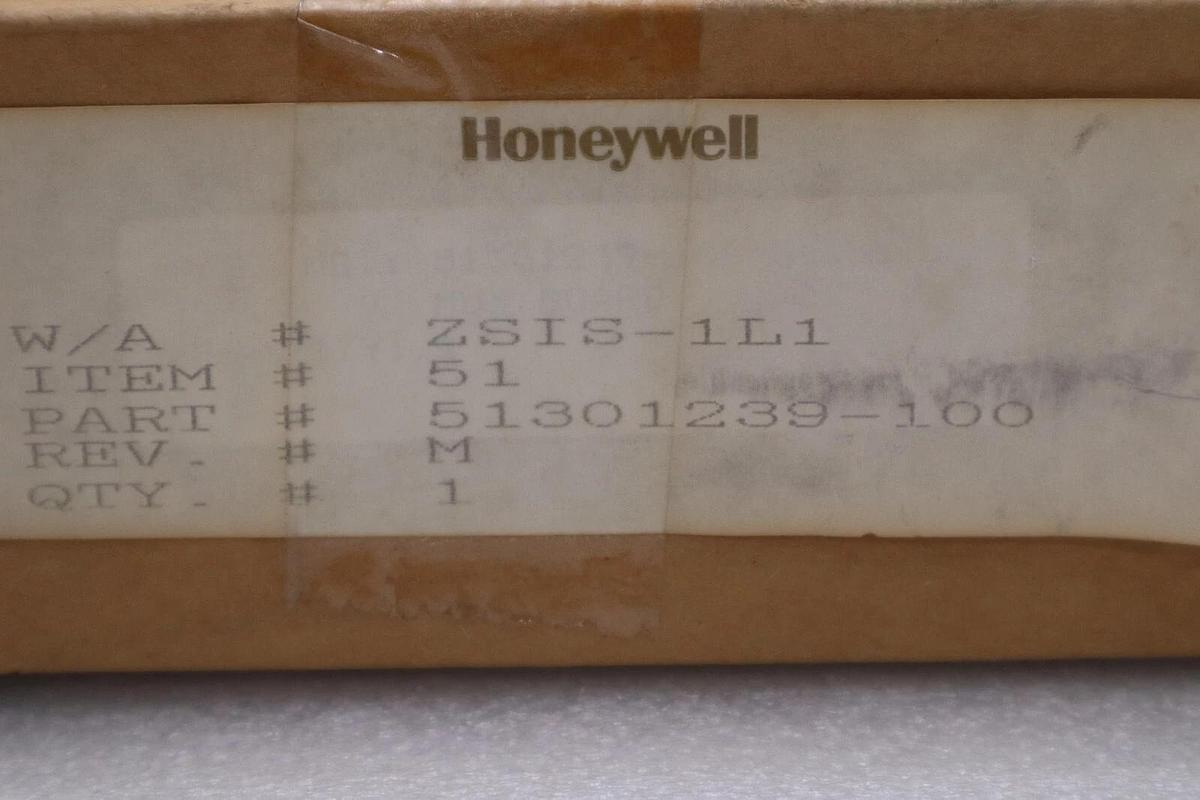 Honeywell
W/A # ZSIS-1L1
ITEM # 51
PART # 51301239-100
REV. # M
QTY. # 1